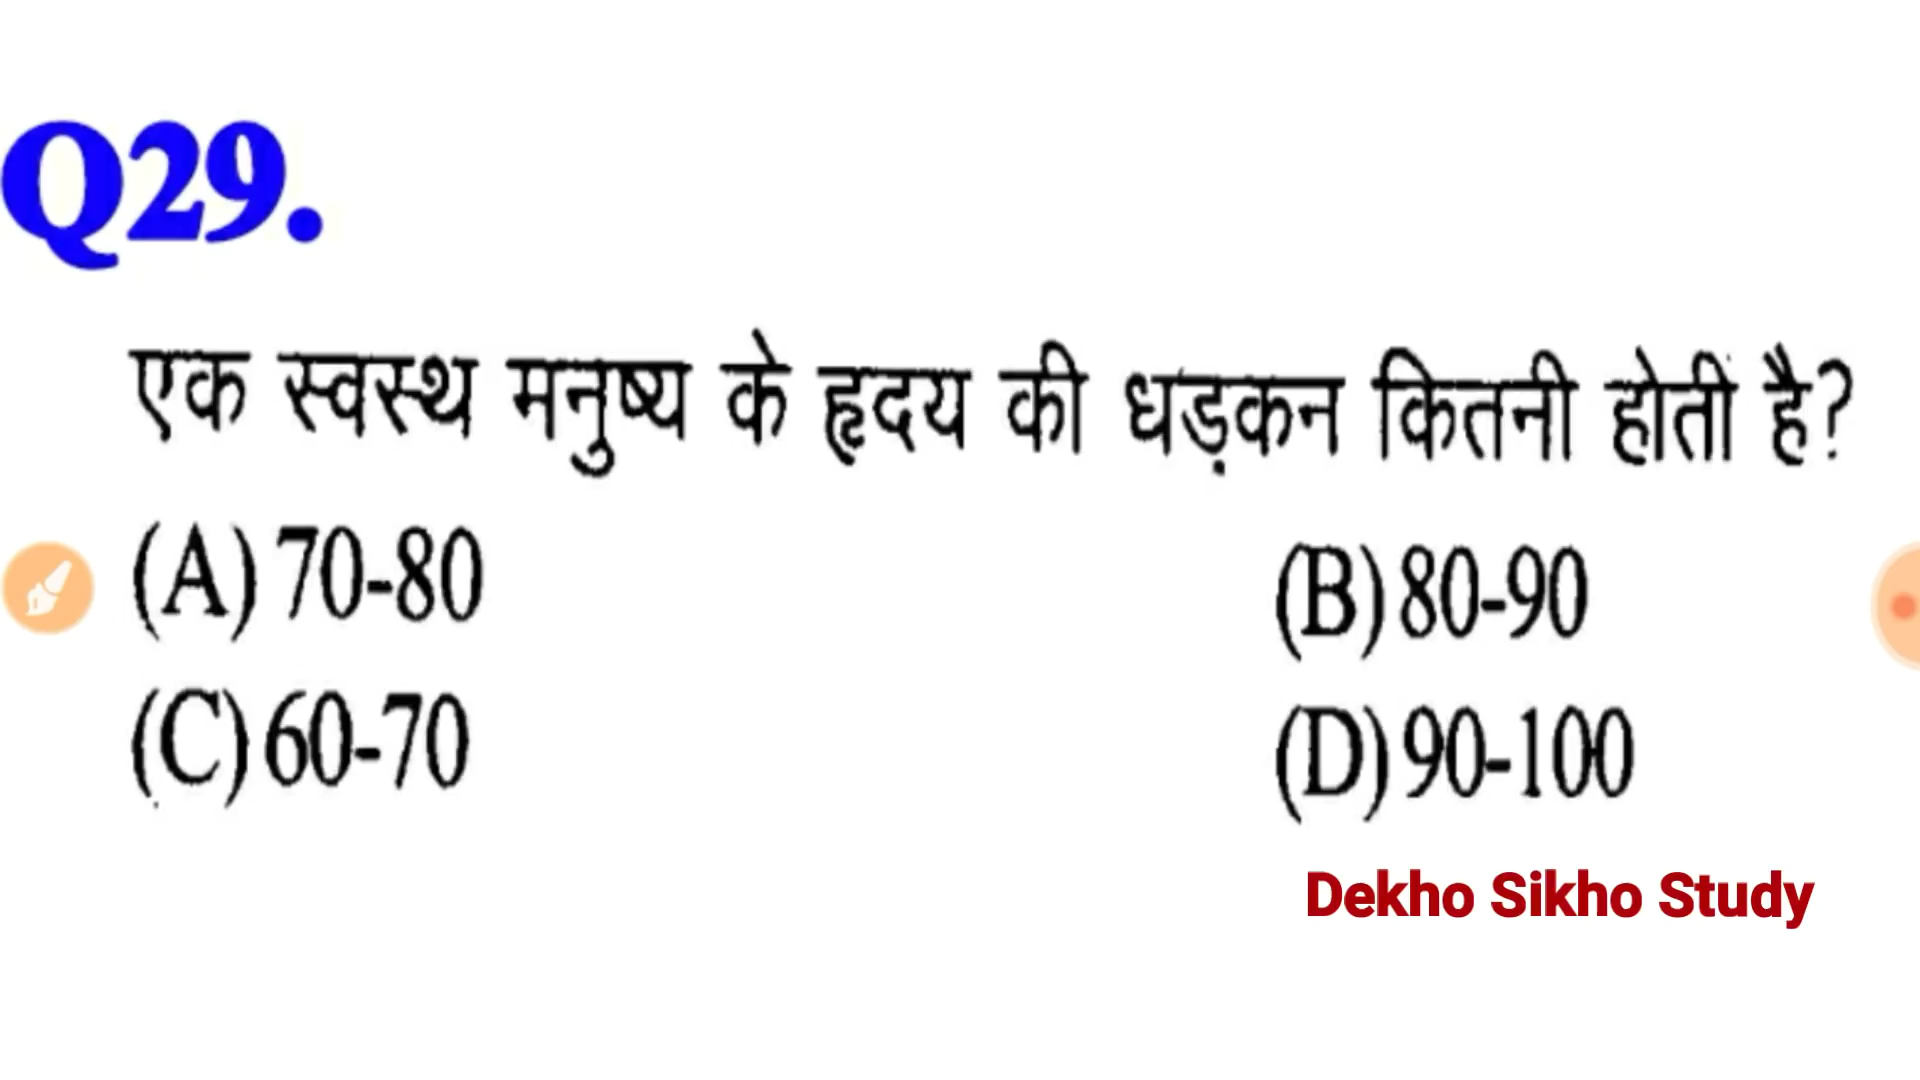 Q29.
एक स्वस्थ मनुष्य के हृदय की धड़कन कितनी होती है?
(A) 70-80
(B) 80-90
(C) 60-70
(D) 90-100
Dekho Sikho Study